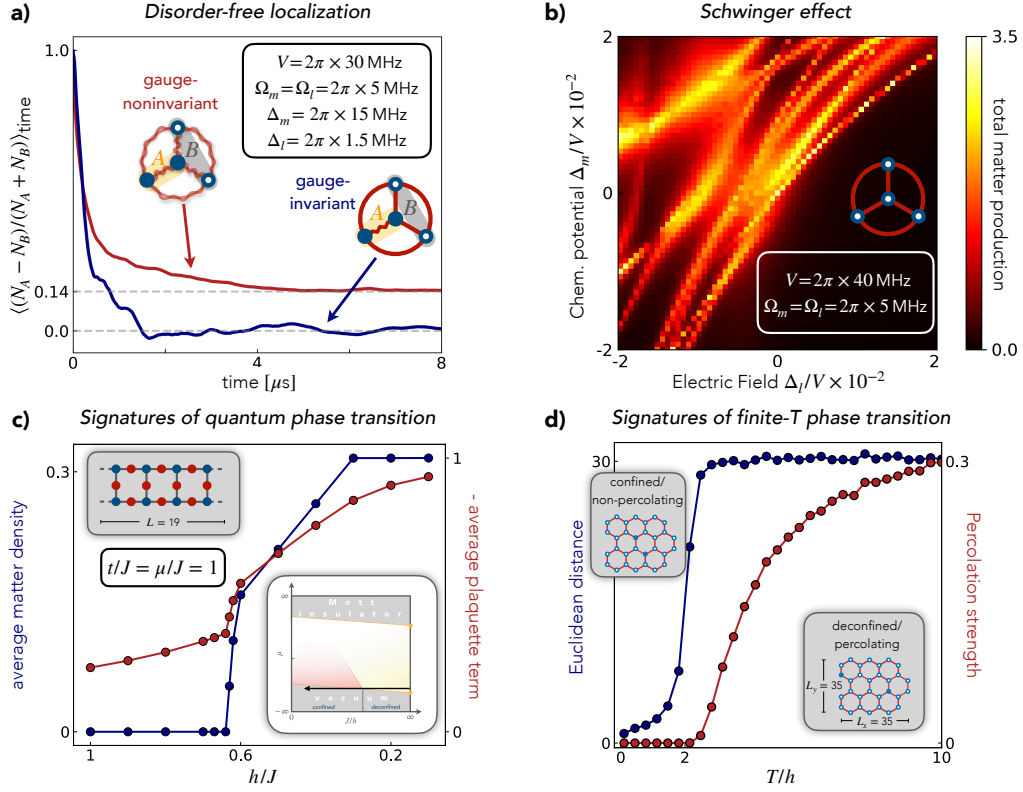 a)
Disorder-free localization
⟨⟨N_A − N_B⟩/⟨N_A + N_B⟩⟩_time
1.0
0.14
0.0
gauge-
noninvariant
A
B
V = 2π × 30 MHz
Ω_m = Ω_l = 2π × 5 MHz
Δ_m = 2π × 15 MHz
Δ_l = 2π × 1.5 MHz
gauge-
invariant
A
B
0
4
8
time [μs]
b)
Schwinger effect
Chem. potential Δ_m/V × 10⁻²
2
0
-2
V = 2π × 40 MHz
Ω_m = Ω_l = 2π × 5 MHz
-2
0
2
Electric Field Δ_l/V × 10⁻²
3.5
0.0
total matter production
c)
Signatures of quantum phase transition
average matter density
0.3
0
L = 19
t/J = μ/J = 1
∞
Mott
insulator
μ
vacuum
confined
deconfined
−∞
0
J/h
∞
1
0
- average plaquette term
1
0.6
0.2
h/J
d)
Signatures of finite-T phase transition
Euclidean distance
30
0
confined/
non-percolating
deconfined/
percolating
L_y = 35
L_x = 35
0.3
0
Percolation strength
0
2
10
T/h